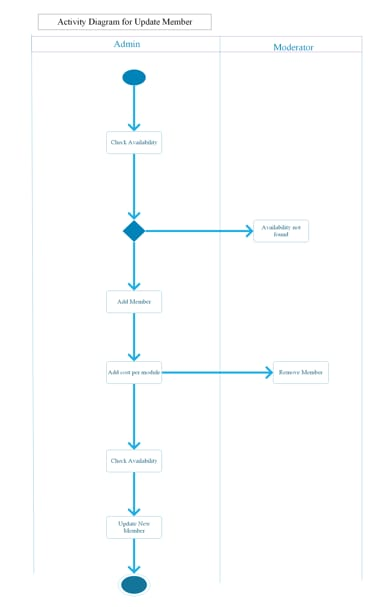 Activity Diagram for Update Member
Admin
Moderator
Check Availability
Availability not
found
Add Member
Add cost per module
Remove Member
Check Availability
Update New
Member